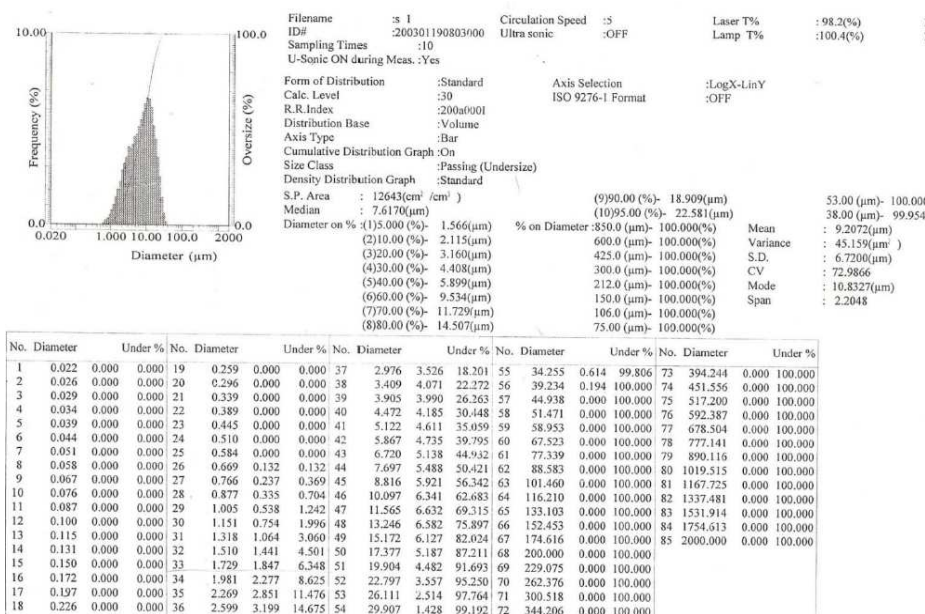 Filename :s 1 Circulation Speed :5 Laser T% : 98.2(%)
ID# :200301190803000 Ultra sonic :OFF Lamp T% :100.4(%)
Sampling Times :10
U-Sonic ON during Meas. :Yes
Form of Distribution :Standard Axis Selection :LogX-LinY
Calc. Level :30 ISO 9276-1 Format :OFF
R.R.Index :200a000I
Distribution Base :Volume
Axis Type :Bar
Cumulative Distribution Graph :On
Size Class :Passing (Undersize)
Density Distribution Graph :Standard
10.00 100.0
Frequency (%) Oversize (%)
0.0 0.0
0.020 1.000 10.00 100.0 2000
Diameter (µm)
S.P. Area : 12643(cm² /cm³ ) (9)90.00 (%)- 18.909(µm) 53.00 (µm)- 100.000
Median : 7.6170(µm) (10)95.00 (%)- 22.581(µm) 38.00 (µm)- 99.954
Diameter on % :(1)5.000 (%)- 1.566(µm) % on Diameter :850.0 (µm)- 100.000(%) Mean : 9.2072(µm)
(2)10.00 (%)- 2.115(µm) 600.0 (µm)- 100.000(%) Variance : 45.159(µm² )
(3)20.00 (%)- 3.160(µm) 425.0 (µm)- 100.000(%) S.D. : 6.7200(µm)
(4)30.00 (%)- 4.408(µm) 300.0 (µm)- 100.000(%) CV : 72.9866
(5)40.00 (%)- 5.899(µm) 212.0 (µm)- 100.000(%) Mode : 10.8327(µm)
(6)60.00 (%)- 9.534(µm) 150.0 (µm)- 100.000(%) Span : 2.2048
(7)70.00 (%)- 11.729(µm) 106.0 (µm)- 100.000(%)
(8)80.00 (%)- 14.507(µm) 75.00 (µm)- 100.000(%)
No. Diameter Under % No. Diameter Under % No. Diameter Under % No. Diameter Under % No. Diameter Under %
1 0.022 0.000 0.000 19 0.259 0.000 0.000 37 2.976 3.526 18.201 55 34.255 0.614 99.806 73 394.244 0.000 100.000
2 0.026 0.000 0.000 20 0.296 0.000 0.000 38 3.409 4.071 22.272 56 39.234 0.194 100.000 74 451.556 0.000 100.000
3 0.029 0.000 0.000 21 0.339 0.000 0.000 39 3.905 3.990 26.263 57 44.938 0.000 100.000 75 517.200 0.000 100.000
4 0.034 0.000 0.000 22 0.389 0.000 0.000 40 4.472 4.185 30.448 58 51.471 0.000 100.000 76 592.387 0.000 100.000
5 0.039 0.000 0.000 23 0.445 0.000 0.000 41 5.122 4.611 35.059 59 58.953 0.000 100.000 77 678.504 0.000 100.000
6 0.044 0.000 0.000 24 0.510 0.000 0.000 42 5.867 4.735 39.795 60 67.523 0.000 100.000 78 777.141 0.000 100.000
7 0.051 0.000 0.000 25 0.584 0.000 0.000 43 6.720 5.138 44.932 61 77.339 0.000 100.000 79 890.116 0.000 100.000
8 0.058 0.000 0.000 26 0.669 0.132 0.132 44 7.697 5.488 50.421 62 88.583 0.000 100.000 80 1019.515 0.000 100.000
9 0.067 0.000 0.000 27 0.766 0.237 0.369 45 8.816 5.921 56.342 63 101.460 0.000 100.000 81 1167.725 0.000 100.000
10 0.076 0.000 0.000 28 0.877 0.335 0.704 46 10.097 6.341 62.683 64 116.210 0.000 100.000 82 1337.481 0.000 100.000
11 0.087 0.000 0.000 29 1.005 0.538 1.242 47 11.565 6.632 69.315 65 133.103 0.000 100.000 83 1531.914 0.000 100.000
12 0.100 0.000 0.000 30 1.151 0.754 1.996 48 13.246 6.582 75.897 66 152.453 0.000 100.000 84 1754.613 0.000 100.000
13 0.115 0.000 0.000 31 1.318 1.064 3.060 49 15.172 6.127 82.024 67 174.616 0.000 100.000 85 2000.000 0.000 100.000
14 0.131 0.000 0.000 32 1.510 1.441 4.501 50 17.377 5.187 87.211 68 200.000 0.000 100.000
15 0.150 0.000 0.000 33 1.729 1.847 6.348 51 19.904 4.482 91.693 69 229.075 0.000 100.000
16 0.172 0.000 0.000 34 1.981 2.277 8.625 52 22.797 3.557 95.250 70 262.376 0.000 100.000
17 0.197 0.000 0.000 35 2.269 2.851 11.476 53 26.111 2.514 97.764 71 300.518 0.000 100.000
18 0.226 0.000 0.000 36 2.599 3.199 14.675 54 29.907 1.428 99.192 72 344.206 0.000 100.000